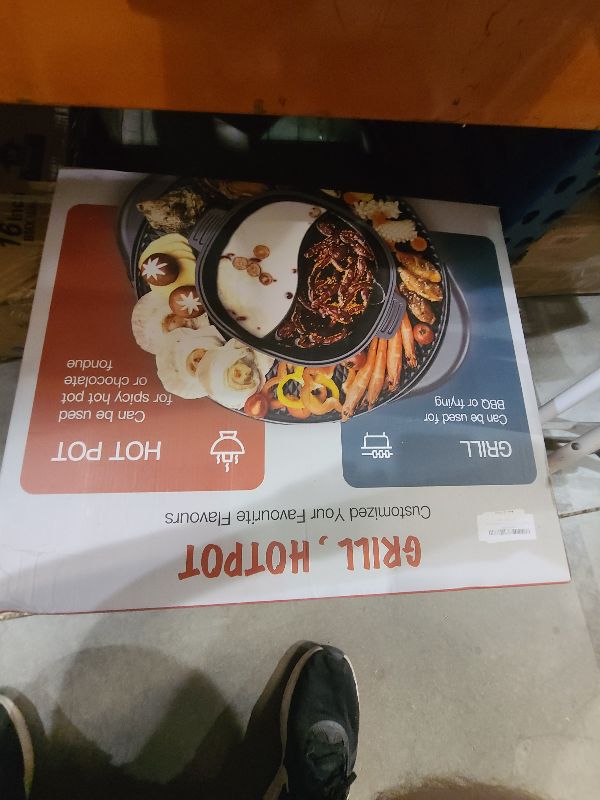 GRILL, HOTPOT
Customized Your Favourite Flavours
GRILL
Can be used for
BBQ or frying
HOT POT
Can be used
for spicy hot pot
or chocolate
fondue